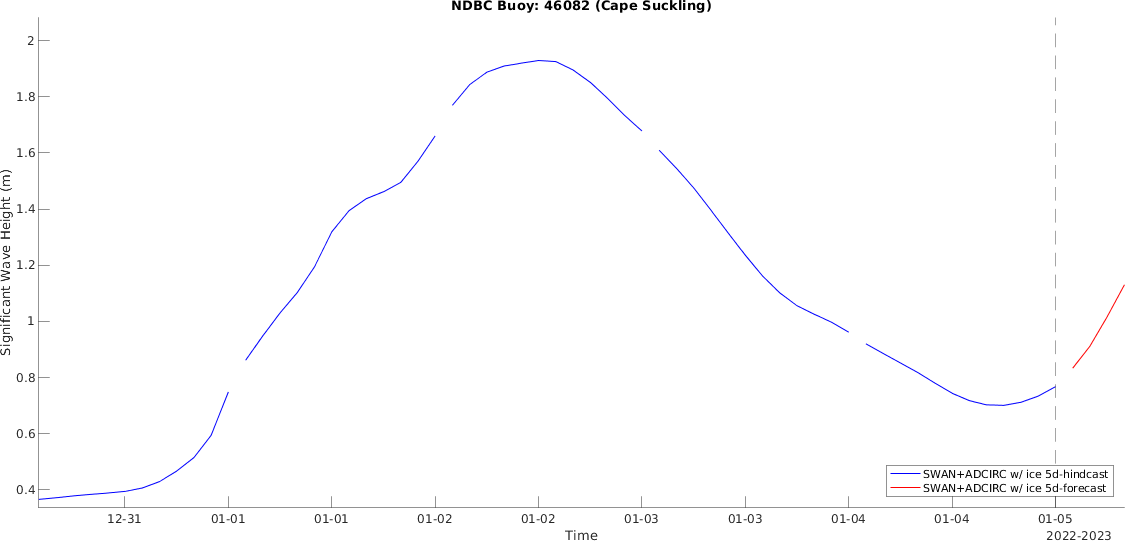 NDBC Buoy: 46082 (Cape Suckling)
Significant Wave Height (m)
2
1.8
1.6
1.4
1.2
1
0.8
0.6
0.4
SWAN+ADCIRC w/ ice 5d-hindcast
SWAN+ADCIRC w/ ice 5d-forecast
12-31 01-01 01-01 01-02 01-02 01-03 01-03 01-04 01-04 01-05
Time
2022-2023